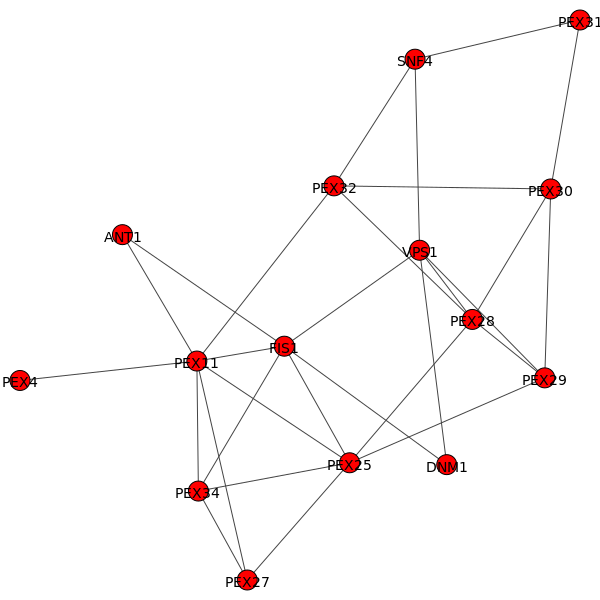 PEX31
SNF4
PEX32
PEX30
ANT1
VPS1
PEX28
FIS1
PEX11
PEX4
PEX29
PEX25
DNM1
PEX34
PEX27